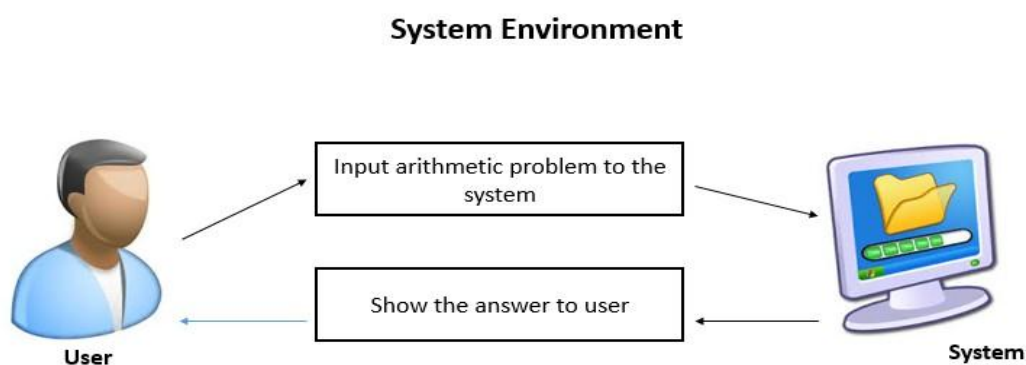 System Environment
Input arithmetic problem to the
system
Show the answer to user
User
System